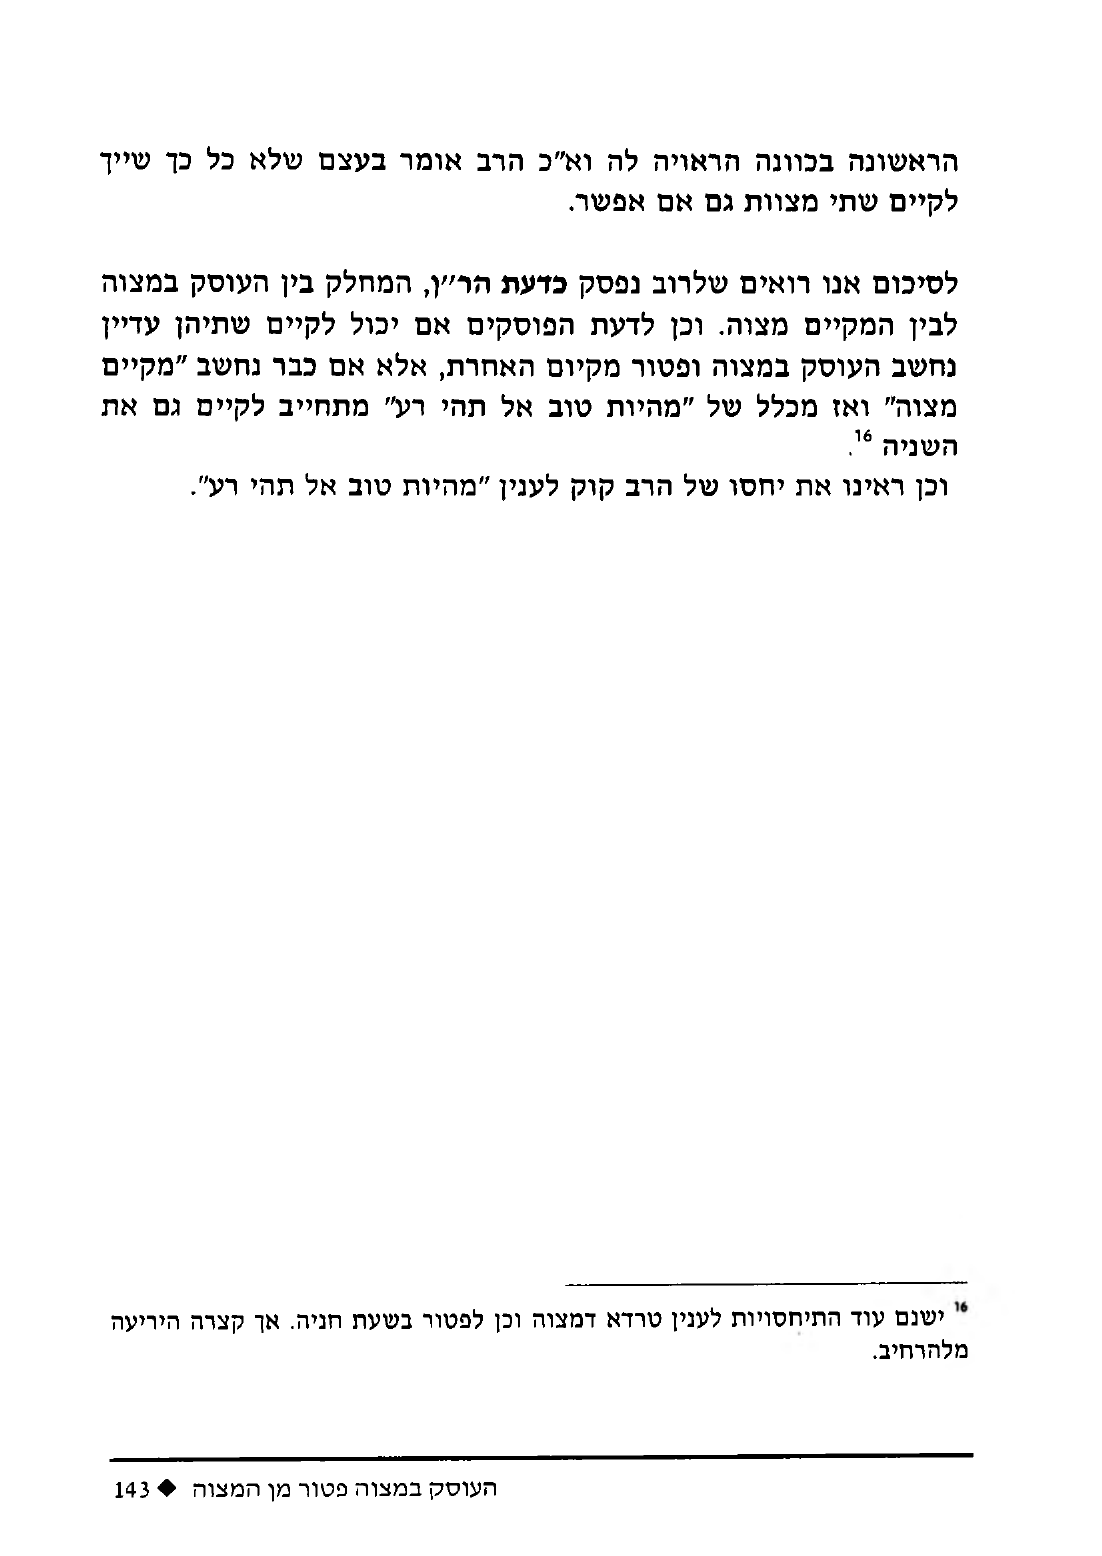 הראשונה בכוונה הראויה לה וא"כ הרב אומר בעצם שלא כל כך שייך
לקיים שתי מצוות גם אם אפשר.
לסיכום אנו רואים שלרוב נפסק כדעת הר"ן, המחלק בין העוסק במצוה
לבין המקיים מצוה. וכן לדעת הפוסקים אם יכול לקיים שתיהן עדיין
נחשב העוסק במצוה ופטור מקיום האחרת, אלא אם כבר נחשב "מקיים
מצוה" ואז מכלל של "מהיות טוב אל תהי רע" מתחייב לקיים גם את
השניה 16.
וכן ראינו את יחסו של הרב קוק לענין "מהיות טוב אל תהי רע".
16 ישנם עוד התיחסויות לענין טרדא דמצוה וכן לפטור בשעת חניה. אך קצרה היריעה
מלהרחיב.
העוסק במצוה פטור מן המצוה ◆ 143